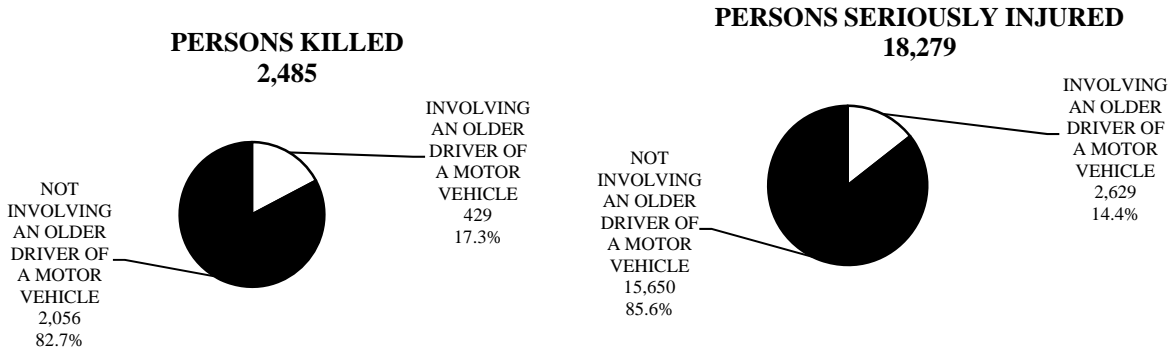 PERSONS KILLED
2,485
INVOLVING
AN OLDER
DRIVER OF
A MOTOR
VEHICLE
429
17.3%
NOT
INVOLVING
AN OLDER
DRIVER OF
A MOTOR
VEHICLE
2,056
82.7%
PERSONS SERIOUSLY INJURED
18,279
INVOLVING
AN OLDER
DRIVER OF
A MOTOR
VEHICLE
2,629
14.4%
NOT
INVOLVING
AN OLDER
DRIVER OF
A MOTOR
VEHICLE
15,650
85.6%